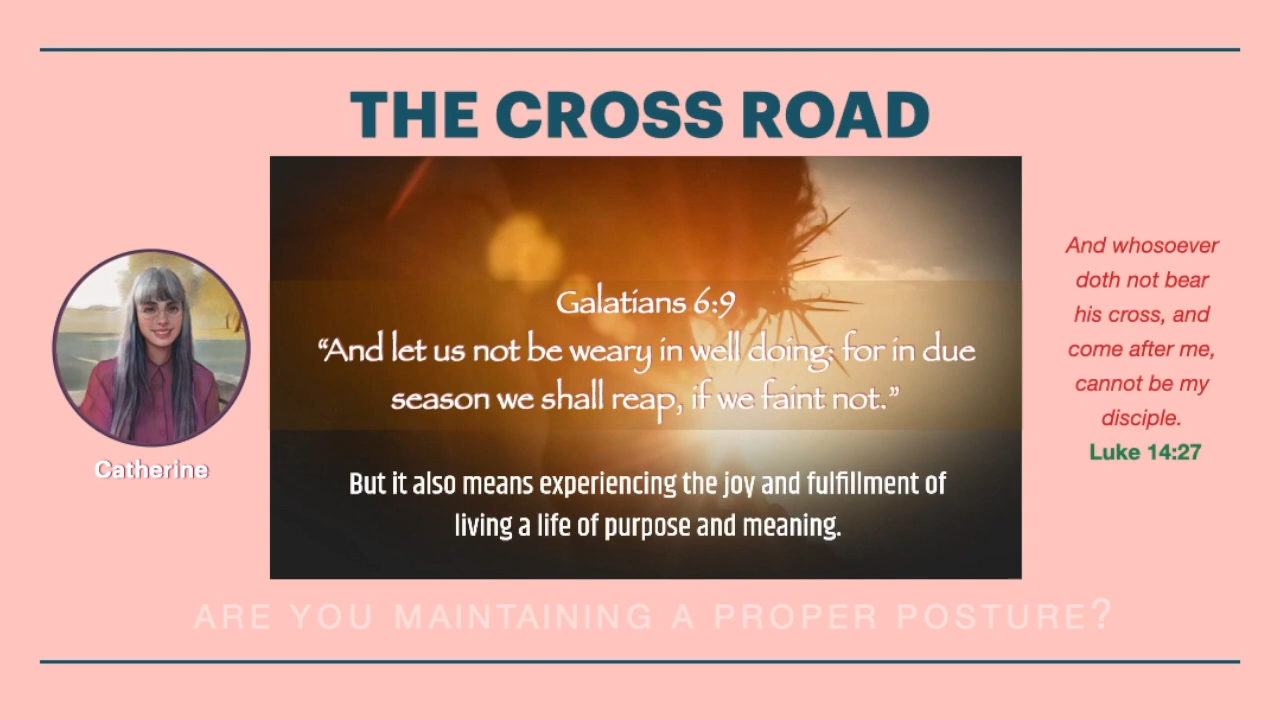 THE CROSS ROAD
Galatians 6:9
“And let us not be weary in well doing: for in due
season we shall reap, if we faint not.”
But it also means experiencing the joy and fulfillment of
living a life of purpose and meaning.
Catherine
And whosoever
doth not bear
his cross, and
come after me,
cannot be my
disciple.
Luke 14:27
ARE YOU MAINTAINING A PROPER POSTURE?